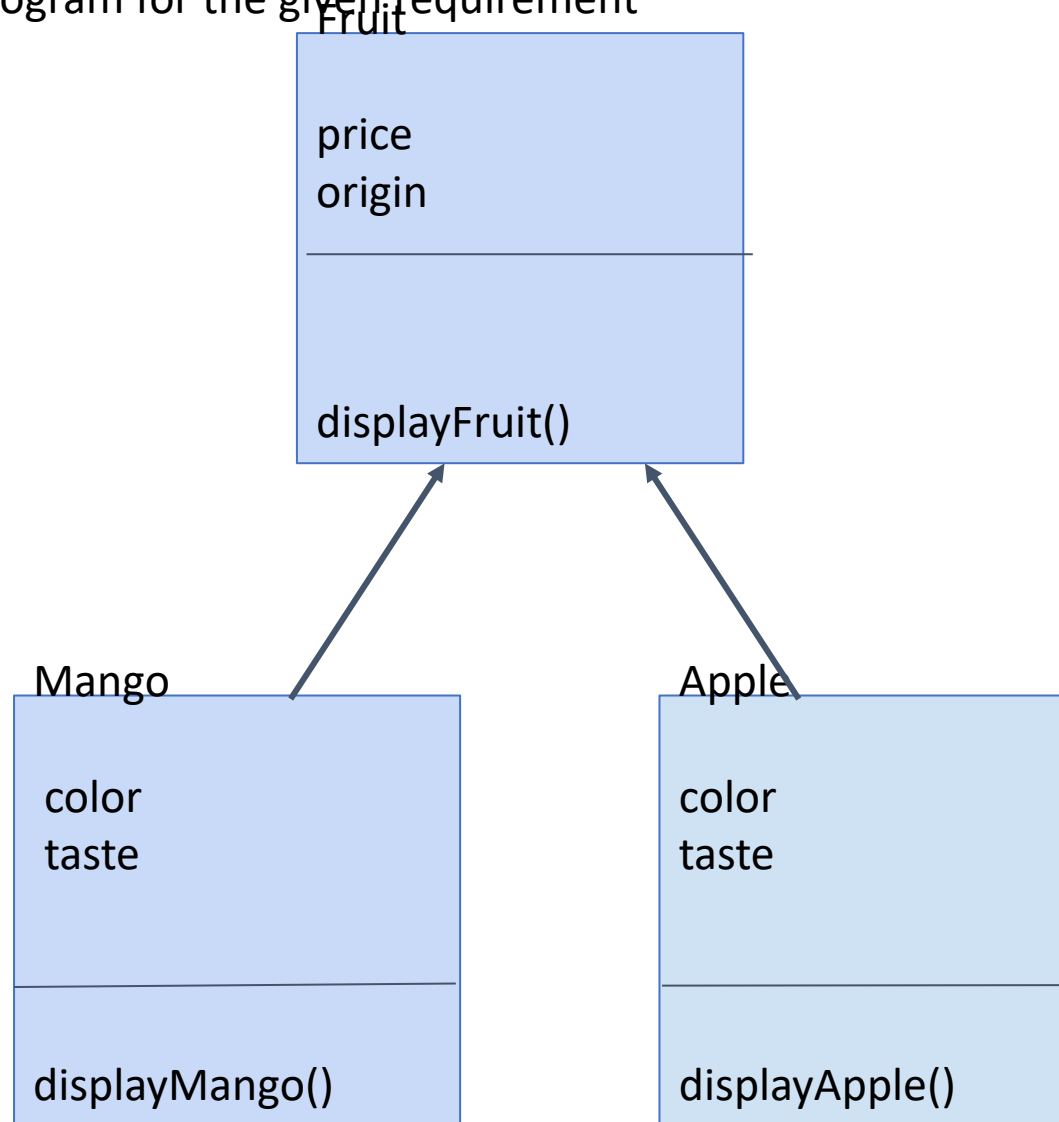 ogram for the given requirement
Fruit
price
origin
displayFruit()
Mango
color
taste
displayMango()
Apple
color
taste
displayApple()